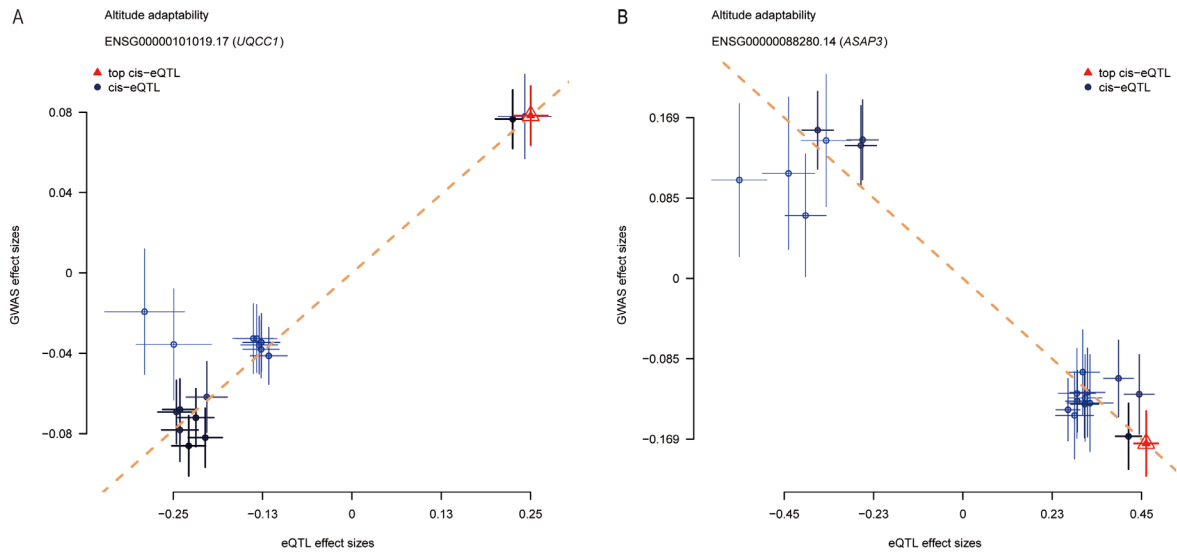 A
Altitude adaptability
ENSG00000101019.17 (UQCC1)
top cis−eQTL
cis−eQTL
GWAS effect sizes
0.08
0.04
0
−0.04
−0.08
−0.25
−0.13
0
0.13
0.25
eQTL effect sizes
B
Altitude adaptability
ENSG00000088280.14 (ASAP3)
top cis−eQTL
cis−eQTL
GWAS effect sizes
0.169
0.085
0
−0.085
−0.169
−0.45
−0.23
0
0.23
0.45
eQTL effect sizes